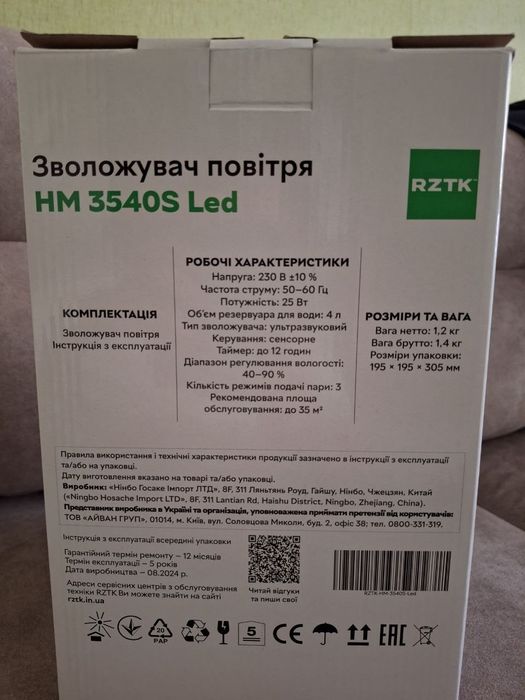 Зволожувач повітря
HM 3540S Led
RZTK
КОМПЛЕКТАЦІЯ
Зволожувач повітря
Інструкція з експлуатації
РОБОЧІ ХАРАКТЕРИСТИКИ
Напруга: 230 В ±10 %
Частота струму: 50–60 Гц
Потужність: 25 Вт
Об'єм резервуара для води: 4 л
Тип зволожувача: ультразвуковий
Керування: сенсорне
Таймер: до 12 годин
Діапазон регулювання вологості:
40–90 %
Кількість режимів подачі пари: 3
Рекомендована площа
обслуговування: до 35 м²
РОЗМІРИ ТА ВАГА
Вага нетто: 1,2 кг
Вага брутто: 1,4 кг
Розміри упаковки:
195 × 195 × 305 мм
Правила використання і технічні характеристики продукції зазначено в інструкції з експлуатації
та/або на упаковці.
Дату виготовлення вказано на товарі та/або упаковці.
Виробник: «Нінбо Госаке Імпорт ЛТД», 8F, 311 Ляньтянь Роуд, Гайшу, Нінбо, Чжецзян, Китай
(«Ningbo Hosache Import LTD», 8F, 311 Lantian Rd, Haishu District, Ningbo, Zhejiang, China).
Представник виробника в Україні та організація, уповноважена приймати претензії від користувачів:
ТОВ «АЙВАН ГРУП», 01014, м. Київ, вул. Соловцова Миколи, буд. 2, офіс 38; тел. 0800-331-319.
Інструкція з експлуатації всередині упаковки
Гарантійний термін ремонту – 12 місяців
Термін експлуатації – 5 років
Дата виробництва – 08.2024 р.
Адреси сервісних центрів з обслуговування
техніки RZTK Ви можете знайти на сайті
rztk.in.ua
Читай відгуки
та пиши свої
RZTK-HM-3540S-Led
20
PAP
5
CE
EAC